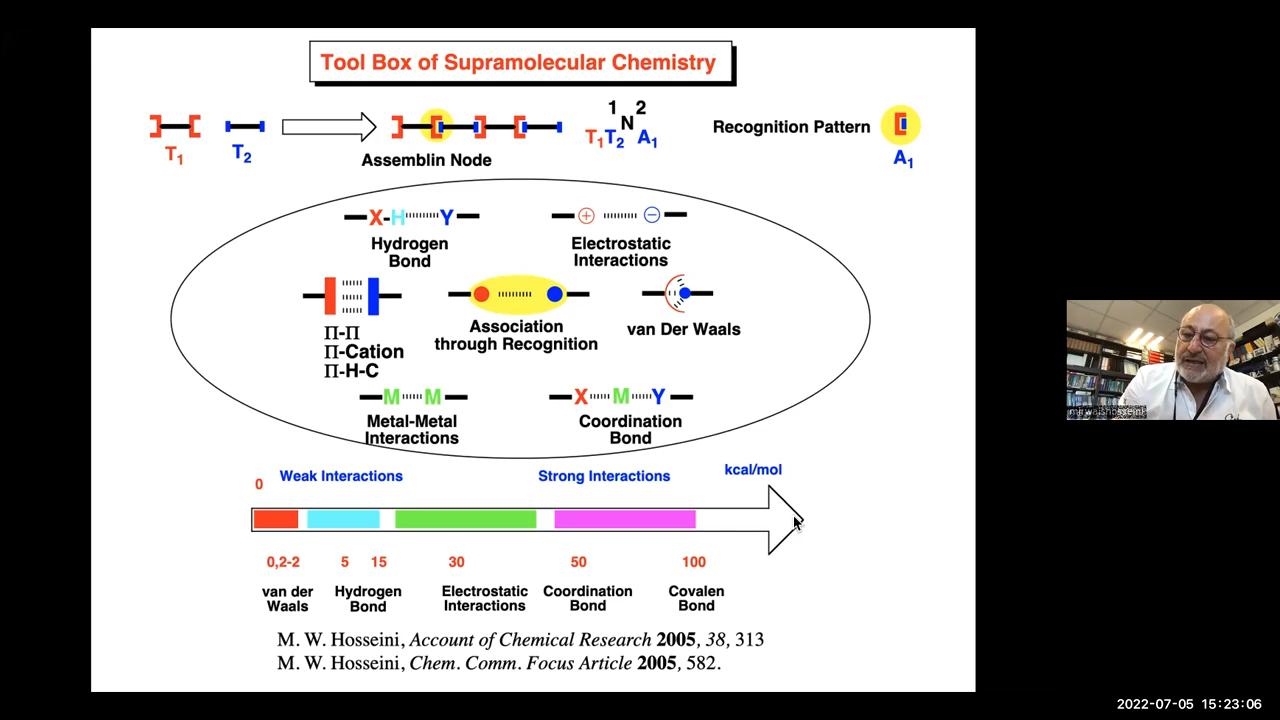 Tool Box of Supramolecular Chemistry
T1
T2
Assemblin Node
1 N 2
T1T2 A1
Recognition Pattern
A1
X-H Y
Hydrogen
Bond
+ −
Electrostatic
Interactions
Π-Π
Π-Cation
Π-H-C
Association
through Recognition
van Der Waals
M M
Metal-Metal
Interactions
X M Y
Coordination
Bond
0
Weak Interactions
Strong Interactions
kcal/mol
0,2-2 5 15 30 50 100
van der
Waals
Hydrogen
Bond
Electrostatic
Interactions
Coordination
Bond
Covalen
Bond
M. W. Hosseini, Account of Chemical Research 2005, 38, 313
M. W. Hosseini, Chem. Comm. Focus Article 2005, 582.
mirwaishosseini
2022-07-05 15:23:06